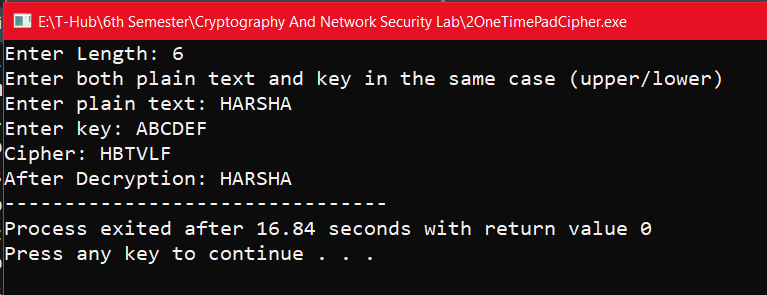 E:\T-Hub\6th Semester\Cryptography And Network Security Lab\2OneTimePadCipher.exe
Enter Length: 6
Enter both plain text and key in the same case (upper/lower)
Enter plain text: HARSHA
Enter key: ABCDEF
Cipher: HBTVLF
After Decryption: HARSHA
--------------------------------
Process exited after 16.84 seconds with return value 0
Press any key to continue . . .